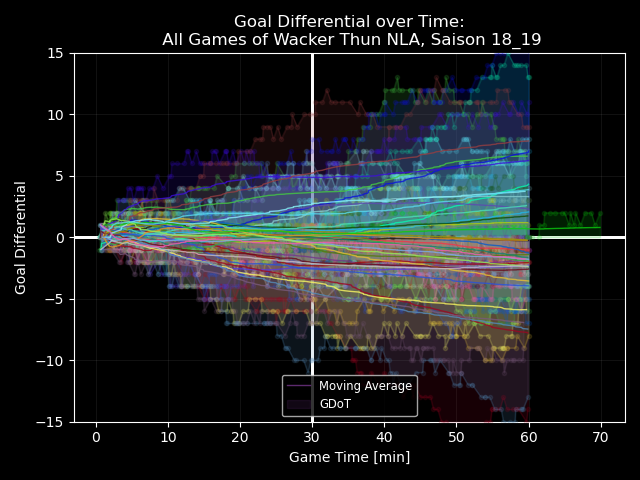 Goal Differential over Time:
All Games of Wacker Thun NLA, Saison 18_19
15
10
5
0
−5
−10
−15
Goal Differential
Moving Average
GDoT
0 10 20 30 40 50 60 70
Game Time [min]